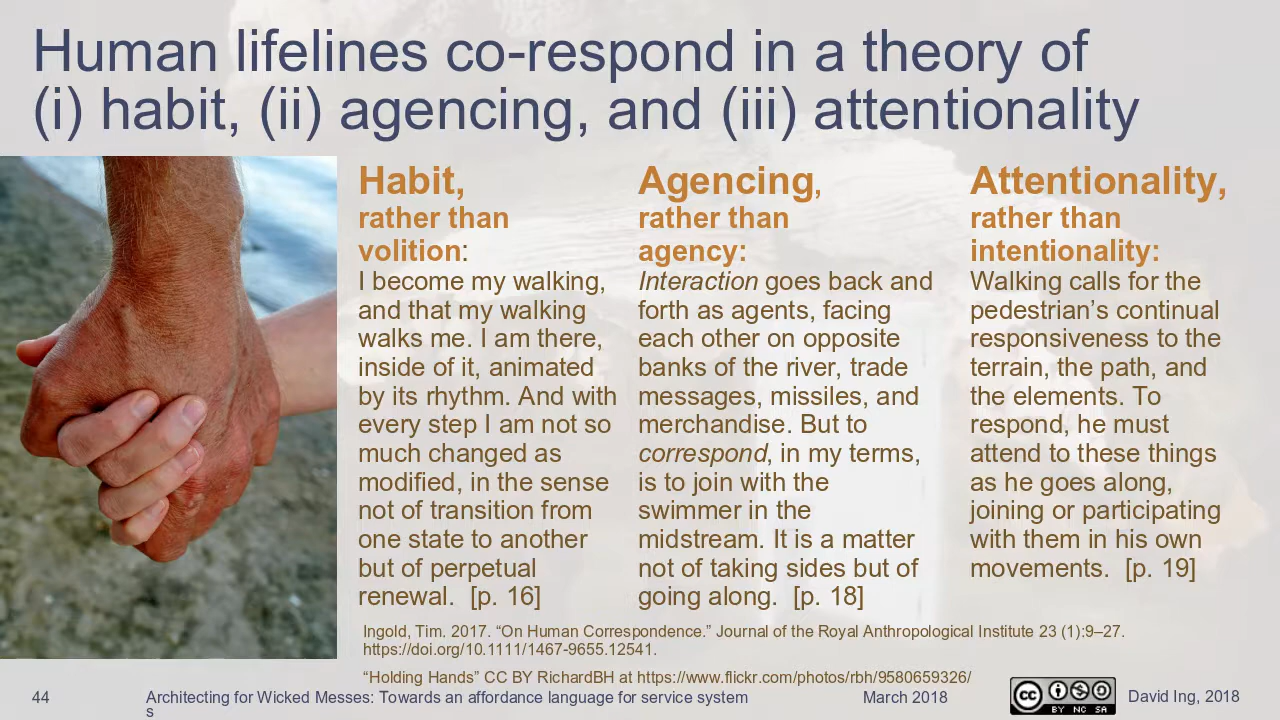 Human lifelines co-respond in a theory of
(i) habit, (ii) agencing, and (iii) attentionality
Habit,
rather than
volition:
I become my walking,
and that my walking
walks me. I am there,
inside of it, animated
by its rhythm. And with
every step I am not so
much changed as
modified, in the sense
not of transition from
one state to another
but of perpetual
renewal. [p. 16]
Agencing,
rather than
agency:
Interaction goes back and
forth as agents, facing
each other on opposite
banks of the river, trade
messages, missiles, and
merchandise. But to
correspond, in my terms,
is to join with the
swimmer in the
midstream. It is a matter
not of taking sides but of
going along. [p. 18]
Attentionality,
rather than
intentionality:
Walking calls for the
pedestrian’s continual
responsiveness to the
terrain, the path, and
the elements. To
respond, he must
attend to these things
as he goes along,
joining or participating
with them in his own
movements. [p. 19]
Ingold, Tim. 2017. “On Human Correspondence.” Journal of the Royal Anthropological Institute 23 (1):9–27.
https://doi.org/10.1111/1467-9655.12541.
“Holding Hands” CC BY RichardBH at https://www.flickr.com/photos/rbh/9580659326/
44
Architecting for Wicked Messes: Towards an affordance language for service system
s
March 2018
cc
BY NC SA
David Ing, 2018